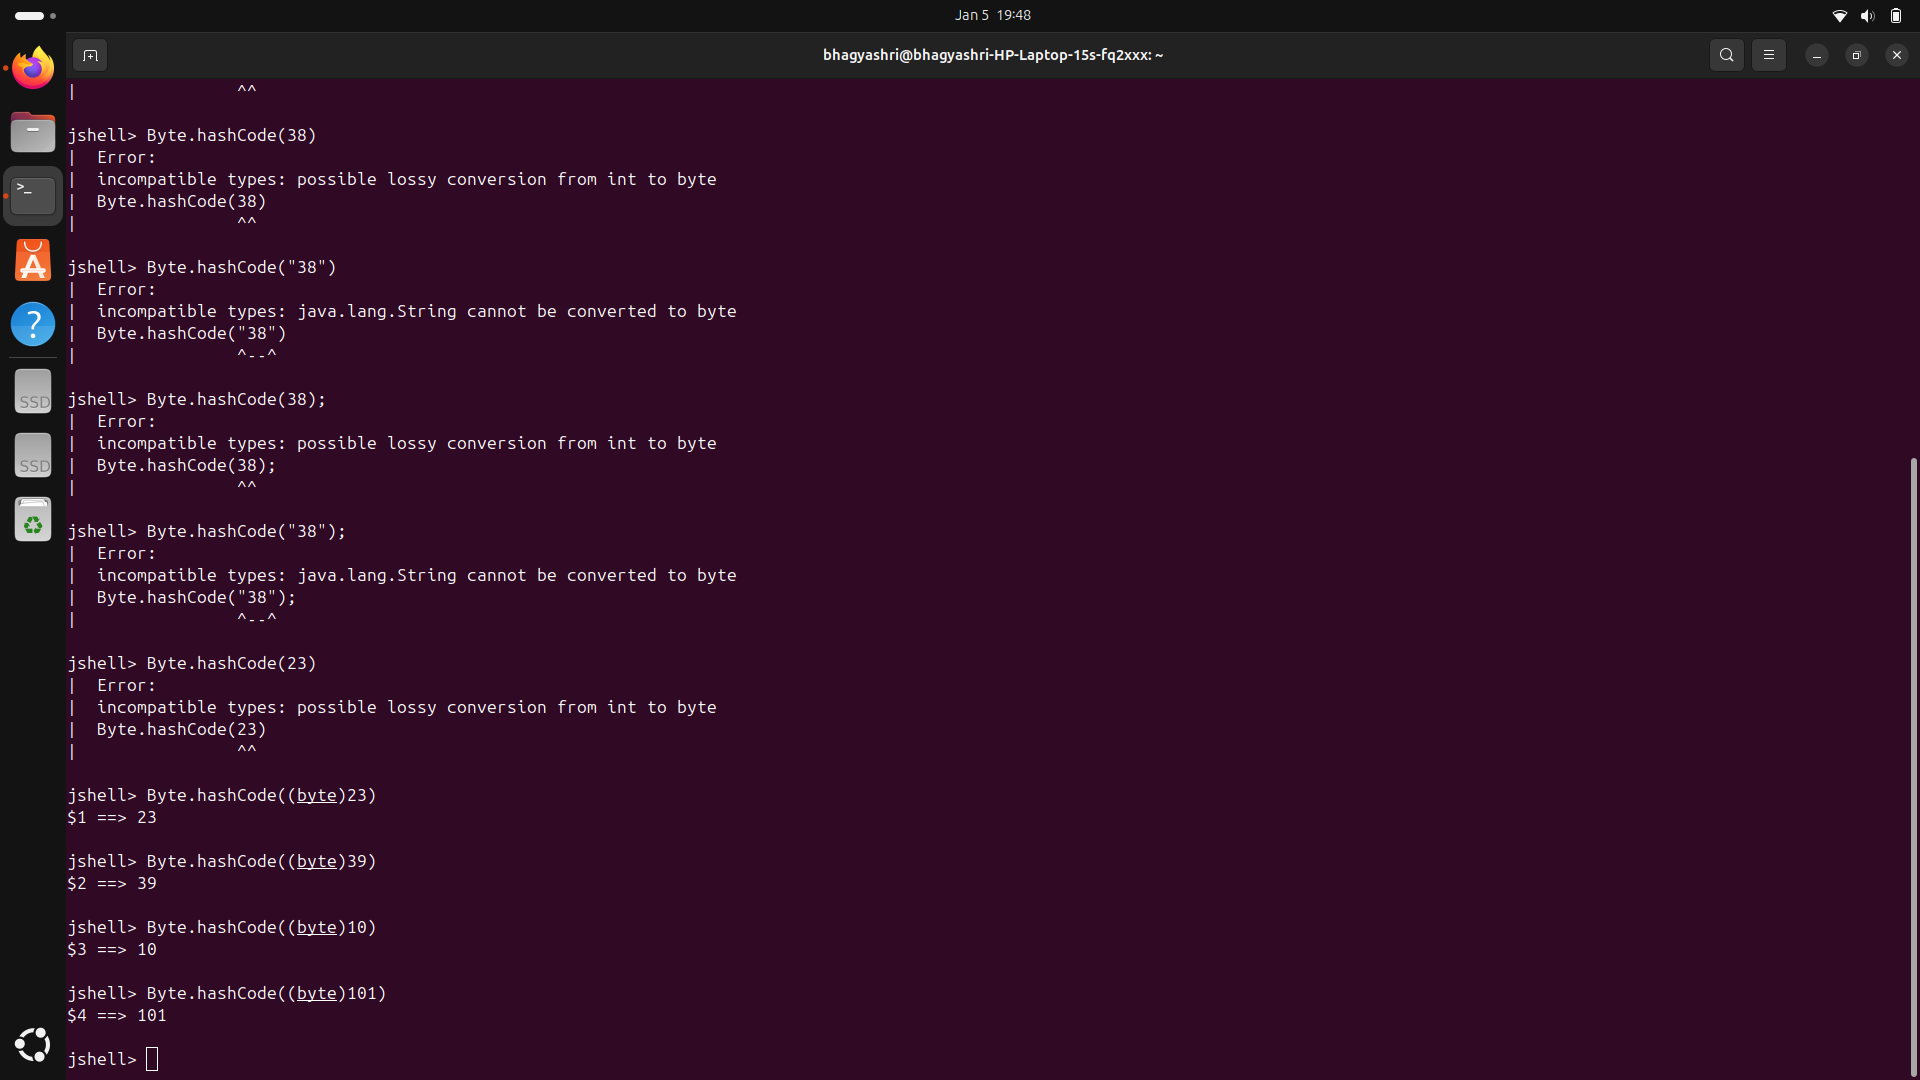 Jan 5 19:48
bhagyashri@bhagyashri-HP-Laptop-15s-fq2xxx: ~
| ^^
jshell> Byte.hashCode(38)
| Error:
| incompatible types: possible lossy conversion from int to byte
| Byte.hashCode(38)
| ^^
jshell> Byte.hashCode("38")
| Error:
| incompatible types: java.lang.String cannot be converted to byte
| Byte.hashCode("38")
| ^--^
jshell> Byte.hashCode(38);
| Error:
| incompatible types: possible lossy conversion from int to byte
| Byte.hashCode(38);
| ^^
jshell> Byte.hashCode("38");
| Error:
| incompatible types: java.lang.String cannot be converted to byte
| Byte.hashCode("38");
| ^--^
jshell> Byte.hashCode(23)
| Error:
| incompatible types: possible lossy conversion from int to byte
| Byte.hashCode(23)
| ^^
jshell> Byte.hashCode((byte)23)
$1 ==> 23
jshell> Byte.hashCode((byte)39)
$2 ==> 39
jshell> Byte.hashCode((byte)10)
$3 ==> 10
jshell> Byte.hashCode((byte)101)
$4 ==> 101
jshell>
>_
A
?
SSD
SSD